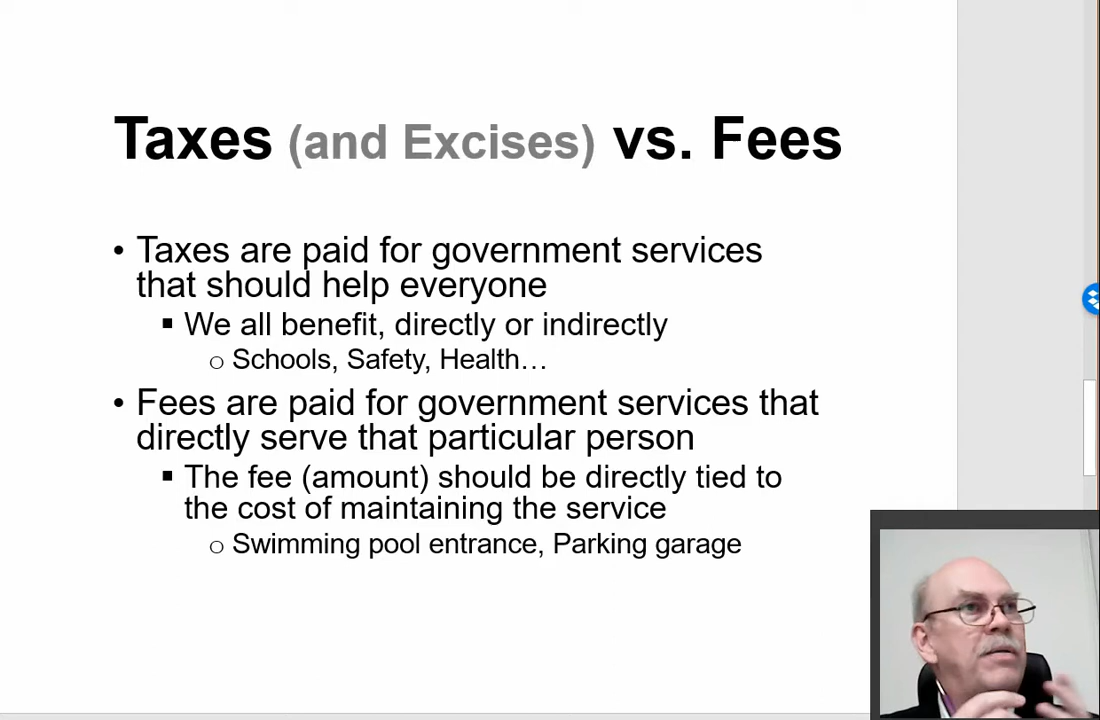 Taxes (and Excises) vs. Fees
• Taxes are paid for government services
that should help everyone
▪ We all benefit, directly or indirectly
○ Schools, Safety, Health…
• Fees are paid for government services that
directly serve that particular person
▪ The fee (amount) should be directly tied to
the cost of maintaining the service
○ Swimming pool entrance, Parking garage